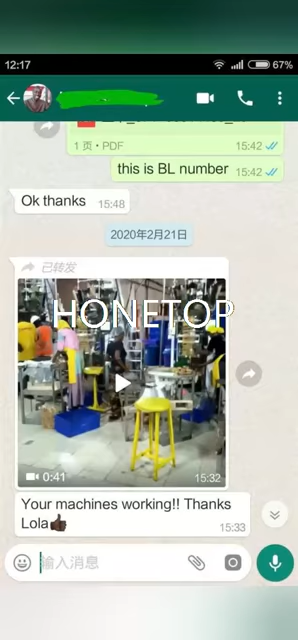 12:17
67%
1 页 • PDF
15:42
this is BL number
15:42
Ok thanks
15:48
2020年2月21日
已转发
HONETOP
0:41
15:32
Your machines working!! Thanks
Lola👍🏿
15:33
输入消息